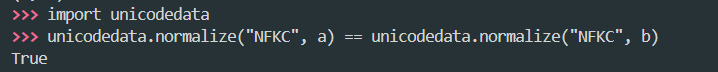 >>> import unicodedata
>>> unicodedata.normalize("NFKC", a) == unicodedata.normalize("NFKC", b)
True